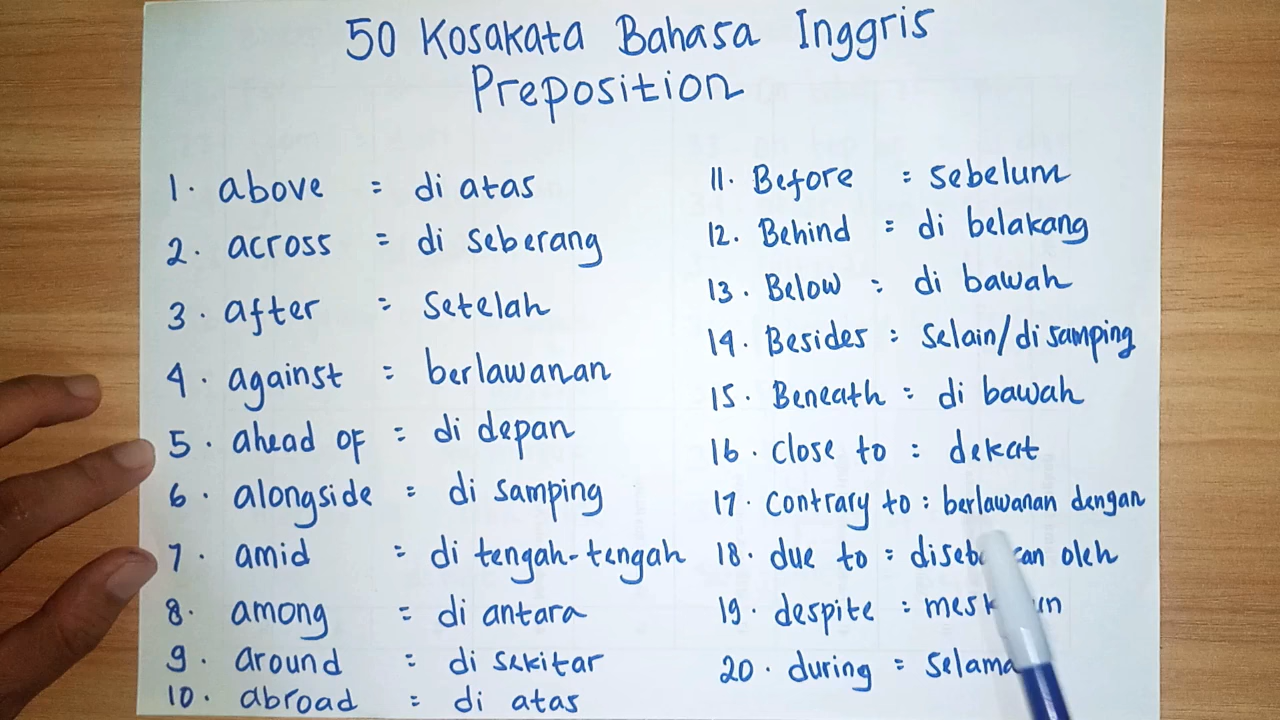 50 Kosakata Bahasa Inggris
Preposition
1. above = di atas
2. across = di seberang
3. after = setelah
4. against = berlawanan
5. ahead of = di depan
6. alongside = di samping
7. amid = di tengah-tengah
8. among = di antara
9. around = di sekitar
10. abroad = di atas
11. Before = sebelum
12. Behind = di belakang
13. Below = di bawah
14. Besides = selain/di samping
15. Beneath = di bawah
16. close to = dekat
17. contrary to = berlawanan dengan
18. due to = oleh
19. despite =
20. during = selama